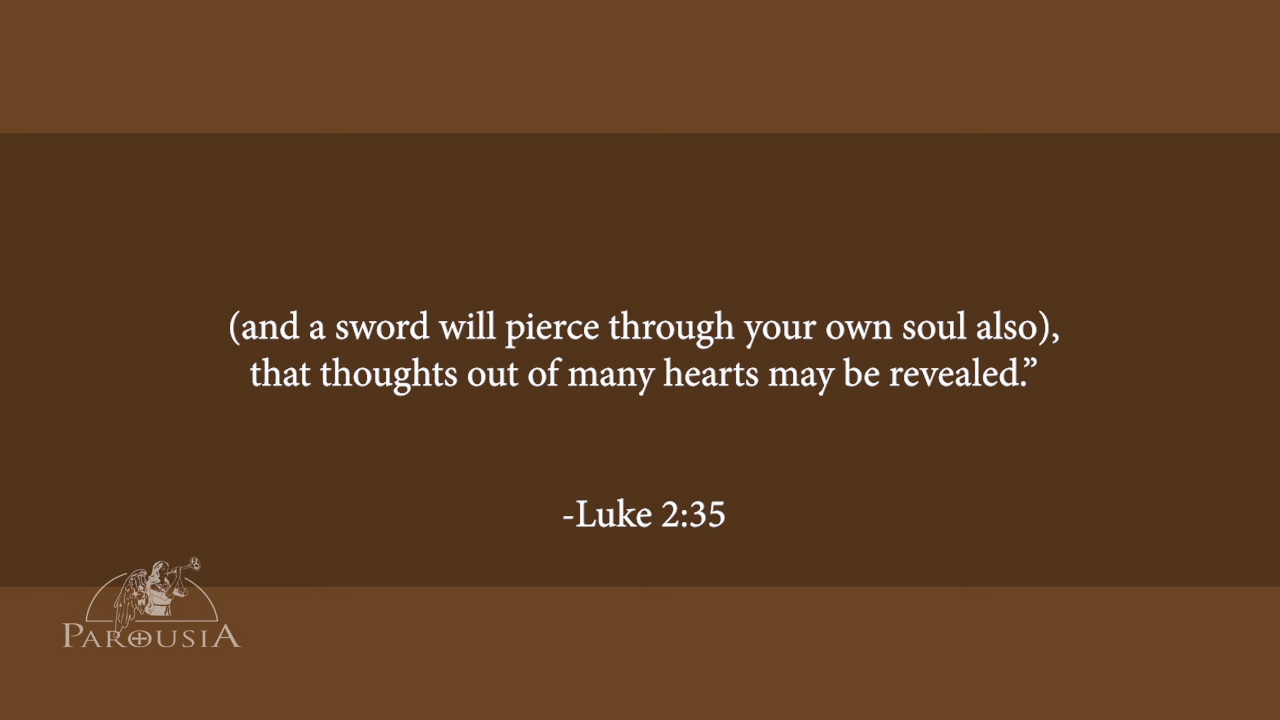 (and a sword will pierce through your own soul also),
that thoughts out of many hearts may be revealed.”
-Luke 2:35
PAROUSIA